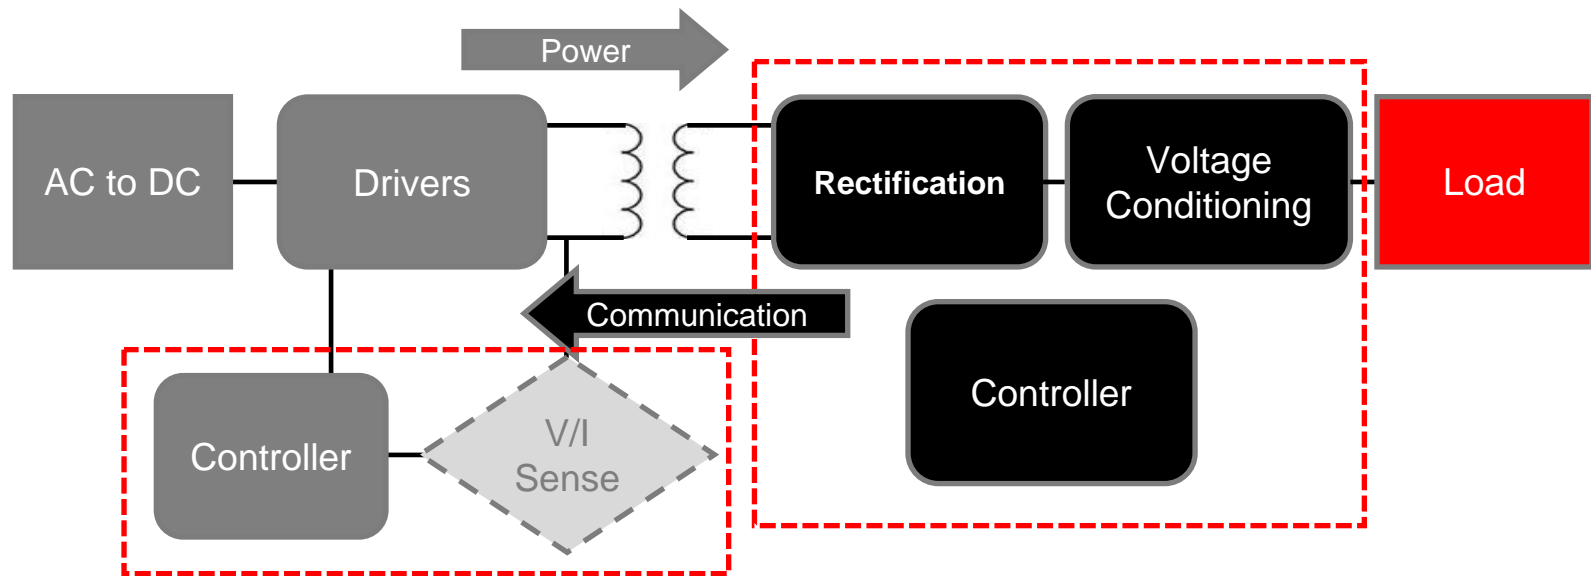 Power
AC to DC
Drivers
Rectification
Voltage
Conditioning
Load
Communication
Controller
V/I
Sense
Controller